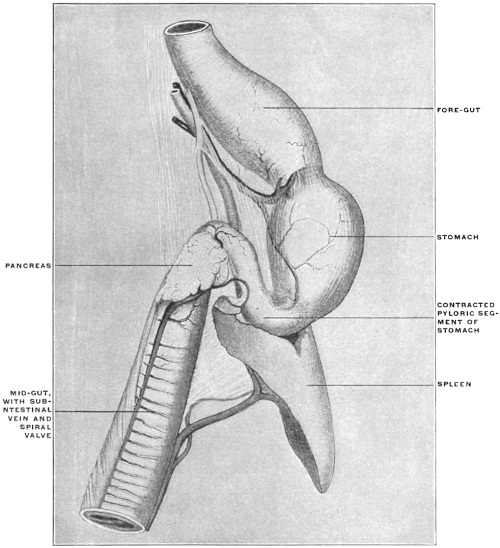 FORE-GUT
STOMACH
PANCREAS
CONTRACTED
PYLORIC SEG-
MENT OF
STOMACH
SPLEEN
MID-GUT,
WITH SUB-
NTESTINAL
VEIN AND
SPIRAL
VALVE